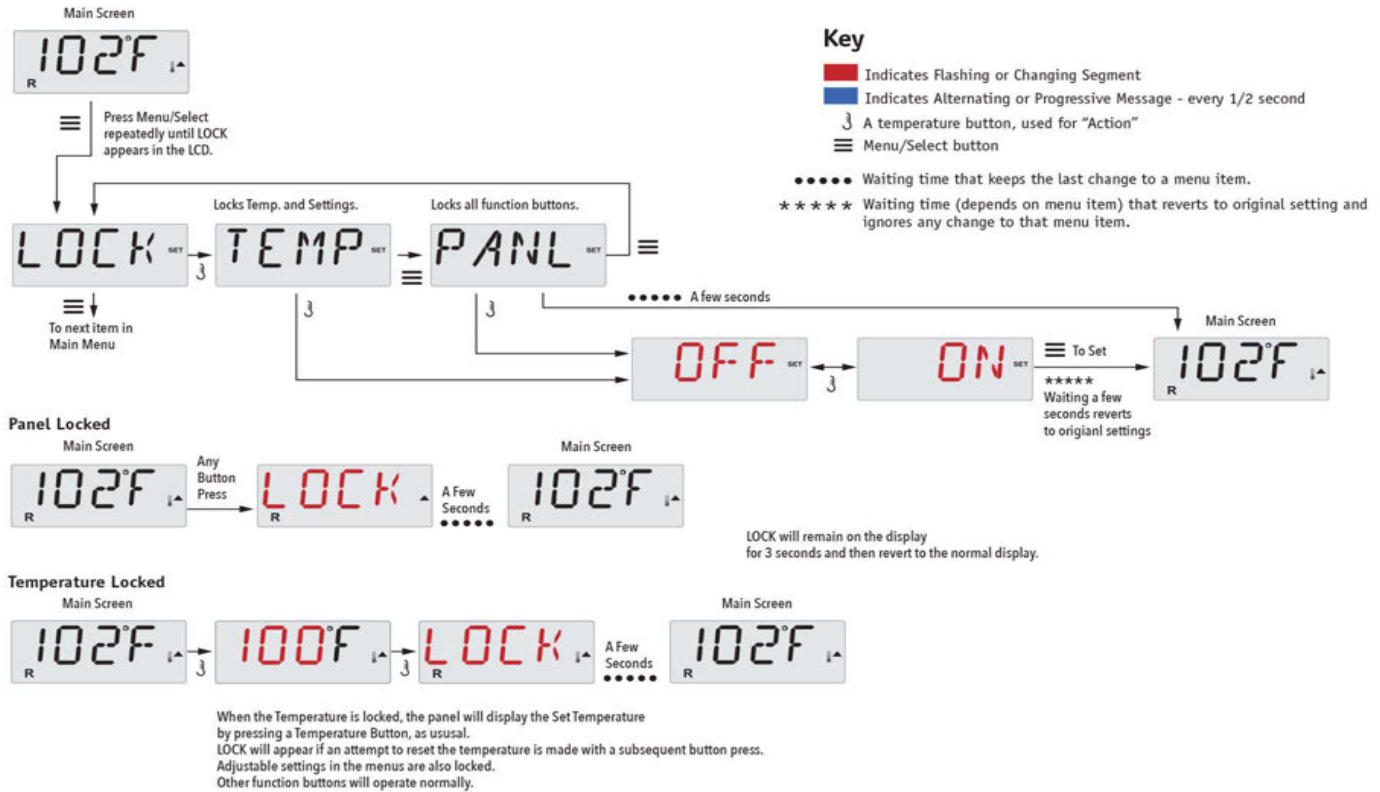 Main Screen
102°F
R
Press Menu/Select
repeatedly until LOCK
appears in the LCD.
Key
Indicates Flashing or Changing Segment
Indicates Alternating or Progressive Message - every 1/2 second
A temperature button, used for “Action”
Menu/Select button
••••• Waiting time that keeps the last change to a menu item.
***** Waiting time (depends on menu item) that reverts to original setting and
ignores any change to that menu item.
Locks Temp. and Settings.
Locks all function buttons.
LOCK SET
TEMP SET
PANL SET
To next item in
Main Menu
••••• A few seconds
OFF SET
ON SET
To Set
*****
Waiting a few
seconds reverts
to origianl settings
Main Screen
102°F
R
Panel Locked
Main Screen
102°F
R
Any
Button
Press
LOCK
R
A Few
Seconds
•••••
Main Screen
102°F
R
LOCK will remain on the display
for 3 seconds and then revert to the normal display.
Temperature Locked
Main Screen
102°F
R
100°F
LOCK
R
A Few
Seconds
•••••
Main Screen
102°F
R
When the Temperature is locked, the panel will display the Set Temperature
by pressing a Temperature Button, as ususal.
LOCK will appear if an attempt to reset the temperature is made with a subsequent button press.
Adjustable settings in the menus are also locked.
Other function buttons will operate normally.